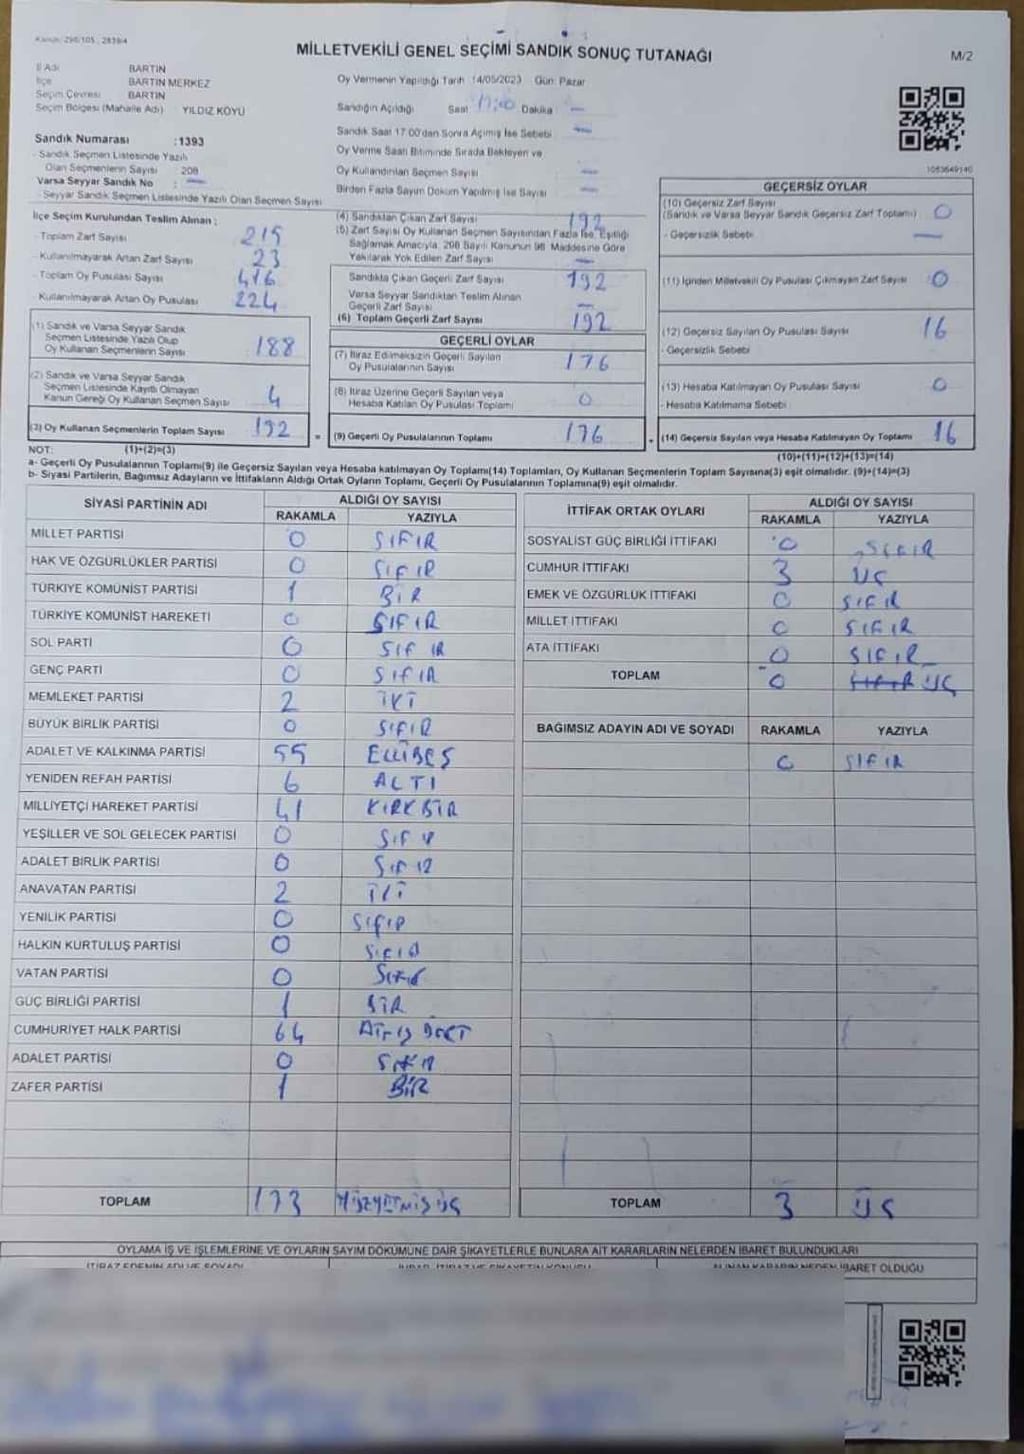 Kanun: 298/105, 2839/4
MİLLETVEKİLİ GENEL SEÇİMİ SANDIK SONUÇ TUTANAĞI
M/2
İl Adı BARTIN
İlçe BARTIN MERKEZ
Seçim Çevresi BARTIN
Seçim Bölgesi (Mahalle Adı) YILDIZ KÖYÜ
Sandık Numarası :1393
- Sandık Seçmen Listesinde Yazılı
Olan Seçmenlerin Sayısı 208
Varsa Seyyar Sandık No : —
- Seyyar Sandık Seçmen Listesinde Yazılı Olan Seçmen Sayısı
Oy Vermenin Yapıldığı Tarih 14/05/2023 Gün: Pazar
Sandığın Açıldığı Saat 17:00 Dakika —
Sandık Saat 17.00'dan Sonra Açılmış İse Sebebi —
Oy Verme Saati Bitiminde Sırada Bekleyen ve
Oy Kullandırılan Seçmen Sayısı —
Birden Fazla Sayım Döküm Yapılmış İse Sayısı —
1053649140
İlçe Seçim Kurulundan Teslim Alınan ;
- Toplam Zarf Sayısı 215
- Kullanılmayarak Artan Zarf Sayısı 23
- Toplam Oy Pusulası Sayısı 416
- Kullanılmayarak Artan Oy Pusulası 224
(1) Sandık ve Varsa Seyyar Sandık
Seçmen Listesinde Yazılı Olup
Oy Kullanan Seçmenlerin Sayısı 188
(2) Sandık ve Varsa Seyyar Sandık
Seçmen Listesinde Kayıtlı Olmayan
Kanun Gereği Oy Kullanan Seçmen Sayısı 4
(3) Oy Kullanan Seçmenlerin Toplam Sayısı 192
(4) Sandıktan Çıkan Zarf Sayısı 192
(5) Zarf Sayısı Oy Kullanan Seçmen Sayısından Fazla İse, Eşitliği
Sağlamak Amacıyla, 298 Sayılı Kanunun 98. Maddesine Göre
Yakılarak Yok Edilen Zarf Sayısı —
Sandıkta Çıkan Geçerli Zarf Sayısı 192
Varsa Seyyar Sandıktan Teslim Alınan
Geçerli Zarf Sayısı —
(6) Toplam Geçerli Zarf Sayısı 192
GEÇERLİ OYLAR
(7) İtiraz Edilmeksizin Geçerli Sayılan
Oy Pusulalarının Sayısı 176
(8) İtiraz Üzerine Geçerli Sayılan veya
Hesaba Katılan Oy Pusulası Toplamı 0
(9) Geçerli Oy Pusulalarının Toplamı 176
GEÇERSİZ OYLAR
(10) Geçersiz Zarf Sayısı
(Sandık ve Varsa Seyyar Sandık Geçersiz Zarf Toplamı) 0
- Geçersizlik Sebebi —
(11) İçinden Milletvekili Oy Pusulası Çıkmayan Zarf Sayısı 0
(12) Geçersiz Sayılan Oy Pusulası Sayısı 16
- Geçersizlik Sebebi
(13) Hesaba Katılmayan Oy Pusulası Sayısı 0
- Hesaba Katılmama Sebebi
(14) Geçersiz Sayılan veya Hesaba Katılmayan Oy Toplamı 16
NOT: (1)+(2)=(3)
(10)+(11)+(12)+(13)=(14)
a- Geçerli Oy Pusulalarının Toplamı(9) ile Geçersiz Sayılan veya Hesaba katılmayan Oy Toplamı(14) Toplamları, Oy Kullanan Seçmenlerin Toplam Sayısına(3) eşit olmalıdır. (9)+(14)=(3)
b- Siyasi Partilerin, Bağımsız Adayların ve İttifakların Aldığı Ortak Oyların Toplamı, Geçerli Oy Pusulalarının Toplamına(9) eşit olmalıdır.
SİYASİ PARTİNİN ADI ALDIĞI OY SAYISI
RAKAMLA YAZIYLA
MİLLET PARTİSİ 0 SIFIR
HAK VE ÖZGÜRLÜKLER PARTİSİ 0 SIFIR
TÜRKİYE KOMÜNİST PARTİSİ 1 BİR
TÜRKİYE KOMÜNİST HAREKETİ 0 SIFIR
SOL PARTİ 0 SIFIR
GENÇ PARTİ 0 SIFIR
MEMLEKET PARTİSİ 2 İKİ
BÜYÜK BİRLİK PARTİSİ 0 SIFIR
ADALET VE KALKINMA PARTİSİ 55 ELLİBEŞ
YENİDEN REFAH PARTİSİ 6 ALTI
MİLLİYETÇİ HAREKET PARTİSİ 41 KIRKBİR
YEŞİLLER VE SOL GELECEK PARTİSİ 0 SIFIR
ADALET BİRLİK PARTİSİ 0 SIFIR
ANAVATAN PARTİSİ 2 İKİ
YENİLİK PARTİSİ 0 SIFIR
HALKIN KURTULUŞ PARTİSİ 0 SIFIR
VATAN PARTİSİ 0 SIFIR
GÜÇ BİRLİĞİ PARTİSİ 1 BİR
CUMHURİYET HALK PARTİSİ 64 ATMIŞ DÖRT
ADALET PARTİSİ 0 SIFIR
ZAFER PARTİSİ 1 BİR
TOPLAM 173 YÜZYETMİŞ ÜÇ
İTTİFAK ORTAK OYLARI ALDIĞI OY SAYISI
RAKAMLA YAZIYLA
SOSYALİST GÜÇ BİRLİĞİ İTTİFAKI 0 SIFIR
CUMHUR İTTİFAKI 3 ÜÇ
EMEK VE ÖZGÜRLÜK İTTİFAKI 0 SIFIR
MİLLET İTTİFAKI 0 SIFIR
ATA İTTİFAKI 0 SIFIR
TOPLAM 0 SIFIR ÜÇ
BAĞIMSIZ ADAYIN ADI VE SOYADI RAKAMLA YAZIYLA
0 SIFIR
TOPLAM 3 ÜÇ
OYLAMA İŞ VE İŞLEMLERİNE VE OYLARIN SAYIM DÖKÜMÜNE DAİR ŞİKAYETLERLE BUNLARA AİT KARARLARIN NELERDEN İBARET BULUNDUKLARI
İTİRAZ EDENİN ADI VE SOYADI
ALINAN KARARIN NEDEN İBARET OLDUĞU